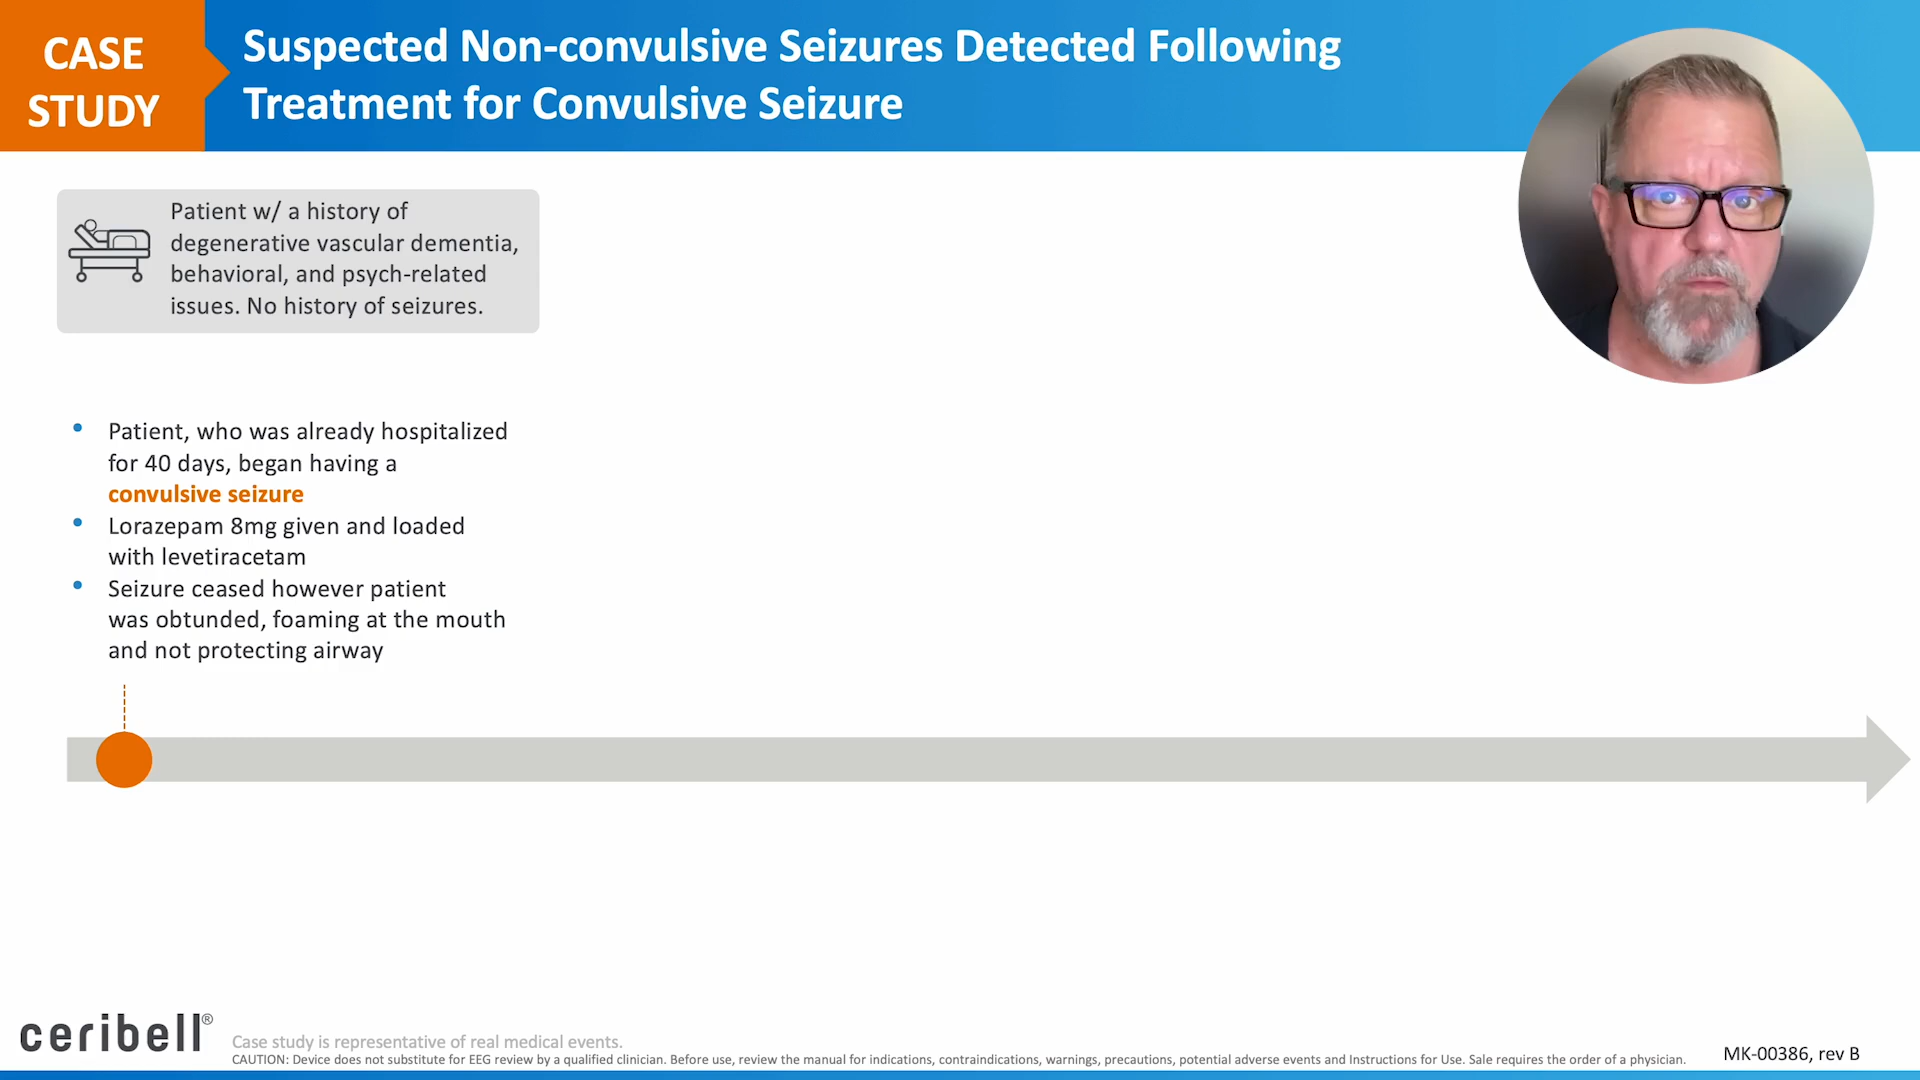 CASE
STUDY
Suspected Non-convulsive Seizures Detected Following
Treatment for Convulsive Seizure
Patient w/ a history of
degenerative vascular dementia,
behavioral, and psych-related
issues. No history of seizures.
• Patient, who was already hospitalized
for 40 days, began having a
convulsive seizure
• Lorazepam 8mg given and loaded
with levetiracetam
• Seizure ceased however patient
was obtunded, foaming at the mouth
and not protecting airway
ceribell®
Case study is representative of real medical events.
CAUTION: Device does not substitute for EEG review by a qualified clinician. Before use, review the manual for indications, contraindications, warnings, precautions, potential adverse events and Instructions for Use. Sale requires the order of a physician.
MK-00386, rev B